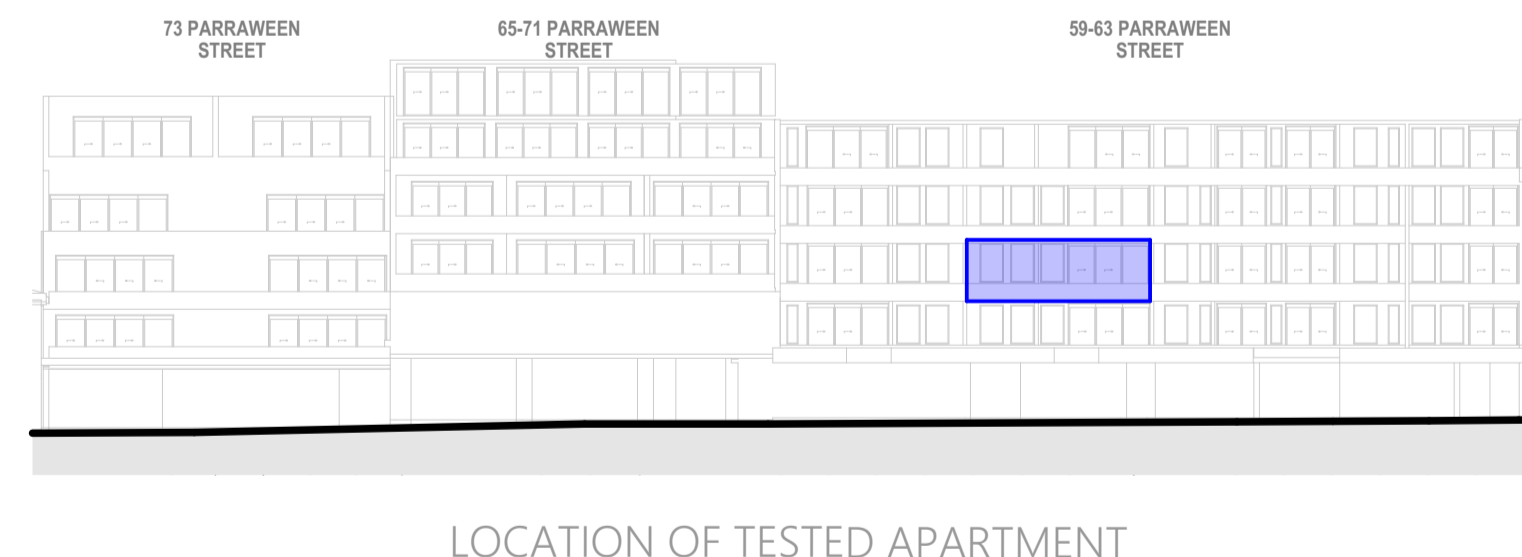 73 PARRAWEEN
STREET
65-71 PARRAWEEN
STREET
59-63 PARRAWEEN
STREET
LOCATION OF TESTED APARTMENT